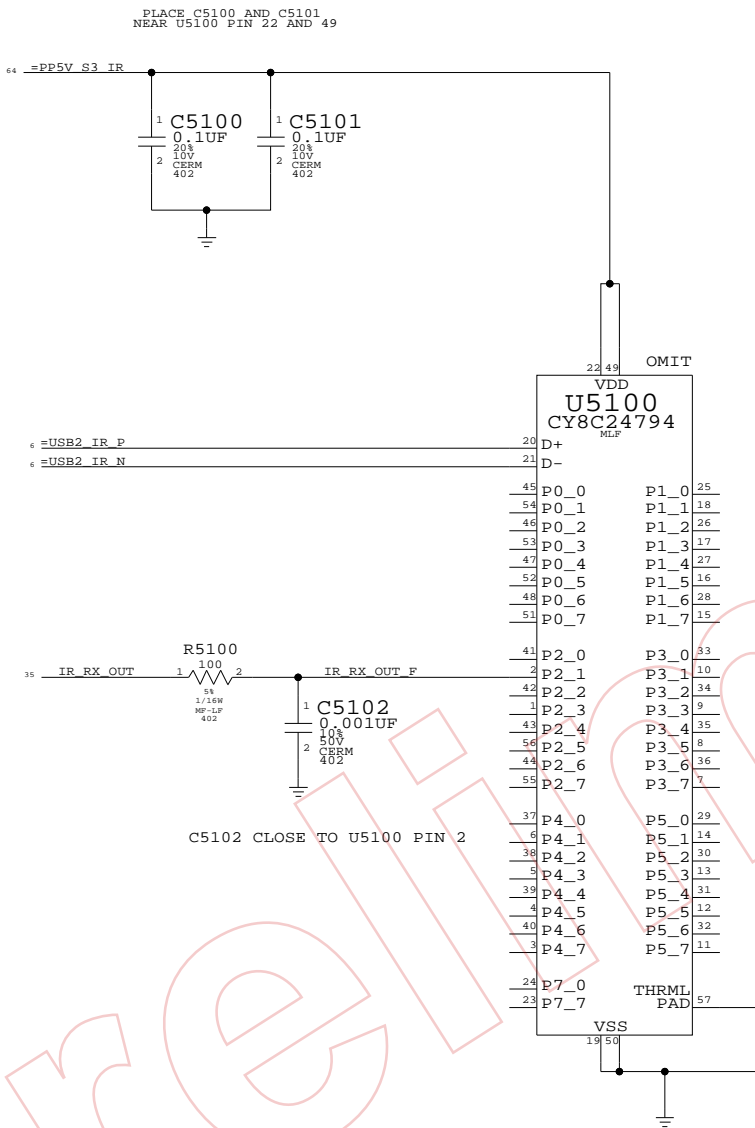 PLACE C5100 AND C5101
NEAR U5100 PIN 22 AND 49
64 =PP5V_S3_IR
1 C5100
0.1UF
20%
10V
2 CERM
402
1 C5101
0.1UF
20%
10V
2 CERM
402
OMIT
22 49
VDD
U5100
CY8C24794
MLF
6 =USB2_IR_P 20 D+
6 =USB2_IR_N 21 D-
45 P0_0 P1_0 25
54 P0_1 P1_1 18
46 P0_2 P1_2 26
53 P0_3 P1_3 17
47 P0_4 P1_4 27
52 P0_5 P1_5 16
48 P0_6 P1_6 28
51 P0_7 P1_7 15
R5100
35 IR_RX_OUT 1 100 2 IR_RX_OUT_F
5%
1/16W
MF-LF
402
41 P2_0 P3_0 33
2 P2_1 P3_1 10
42 P2_2 P3_2 34
1 P2_3 P3_3 9
43 P2_4 P3_4 35
56 P2_5 P3_5 8
44 P2_6 P3_6 36
55 P2_7 P3_7 7
1 C5102
0.001UF
10%
50V
2 CERM
402
C5102 CLOSE TO U5100 PIN 2
37 P4_0 P5_0 29
6 P4_1 P5_1 14
38 P4_2 P5_2 30
5 P4_3 P5_3 13
39 P4_4 P5_4 31
4 P4_5 P5_5 12
40 P4_6 P5_6 32
3 P4_7 P5_7 11
24 P7_0
23 P7_7
THRML
PAD 57
VSS
19 50
relim